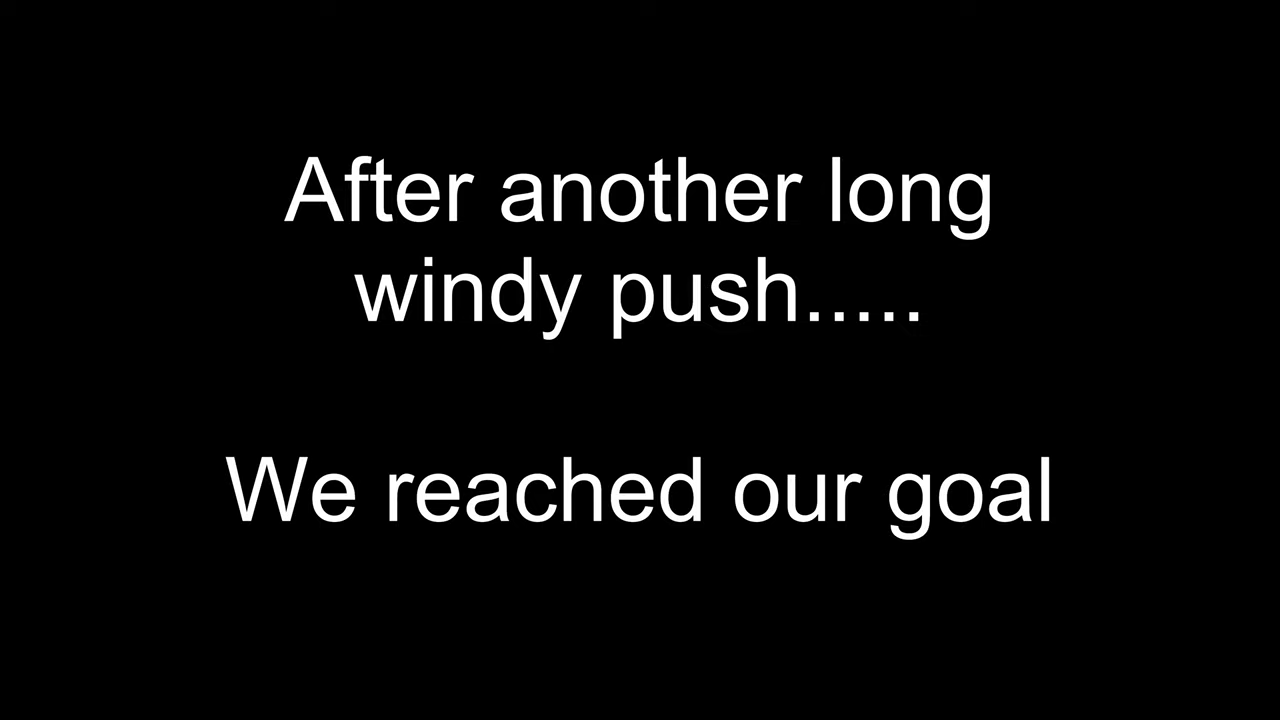 After another long
windy push.....
We reached our goal